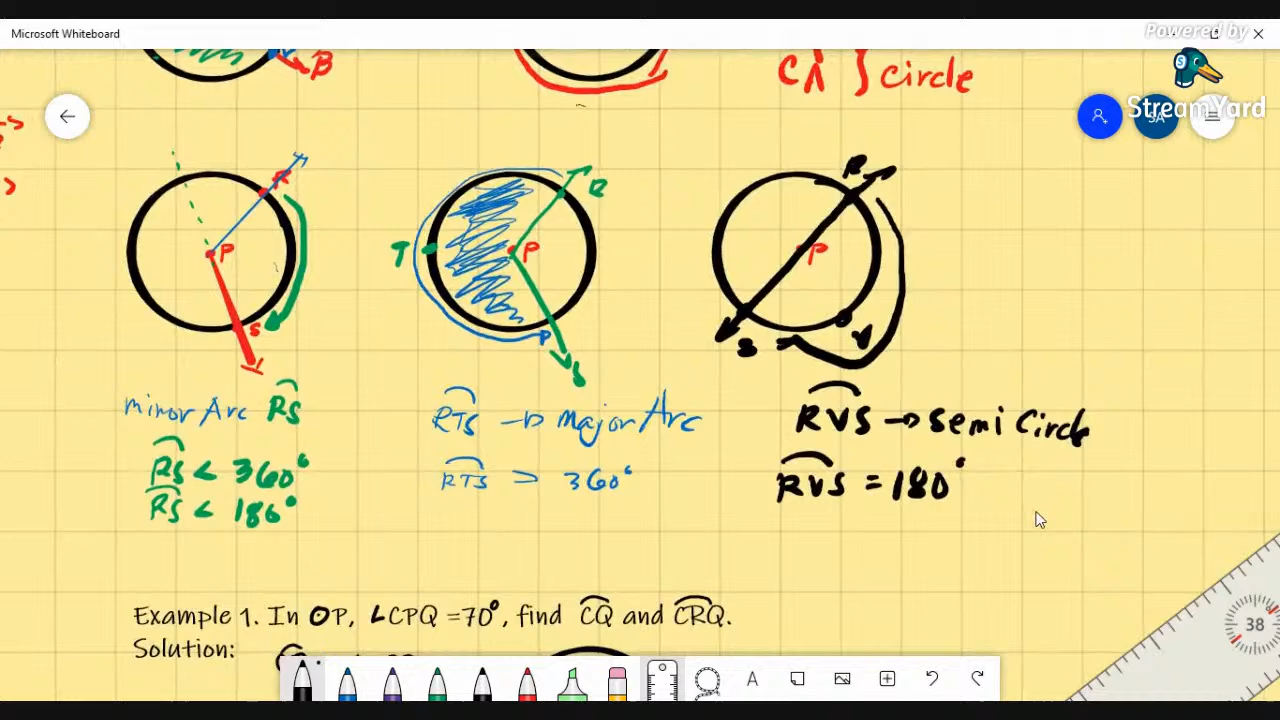 Microsoft Whiteboard
Powered by
StreamYard
SA
B
Circle
R
P
S
R
T
P
P
S
R
P
S
V
minor Arc RS
RS < 360°
RS < 180°
RTS → Major Arc
RTS > 360°
RVS → Semi Circle
RVS = 180°
Example 1. In ⊙P, ∠CPQ =70°, find CQ and CRQ.
Solution:
38
A